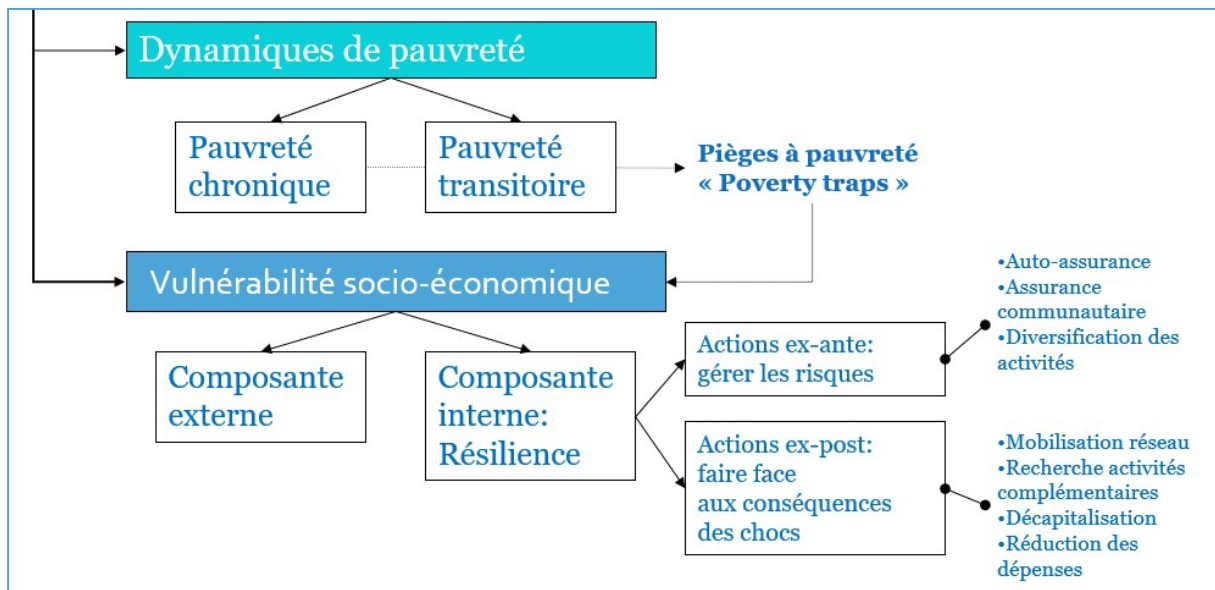 Dynamiques de pauvreté
Pauvreté
chronique
Pauvreté
transitoire
Pièges à pauvreté
« Poverty traps »
Vulnérabilité socio-économique
Composante
externe
Composante
interne:
Résilience
Actions ex-ante:
gérer les risques
•Auto-assurance
•Assurance
communautaire
•Diversification des
activités
Actions ex-post:
faire face
aux conséquences
des chocs
•Mobilisation réseau
•Recherche activités
complémentaires
•Décapitalisation
•Réduction des
dépenses